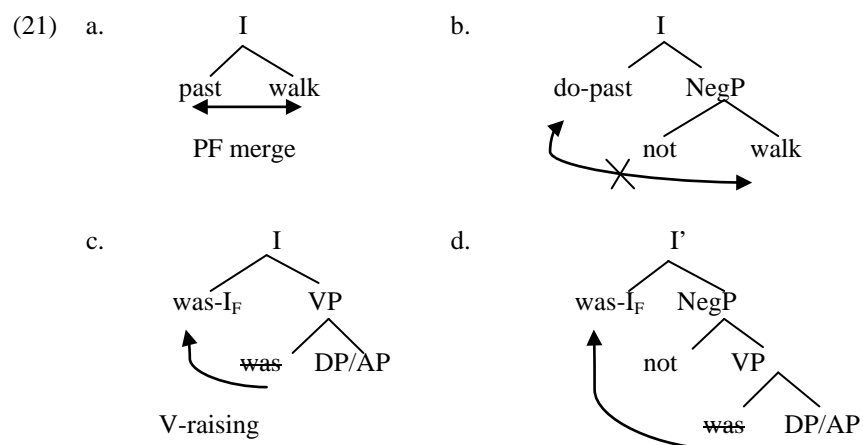 (21) a. I b. I
past walk do-past NegP
PF merge not walk
c. I d. I’
was-I_F VP was-I_F NegP
was DP/AP not VP
V-raising was DP/AP